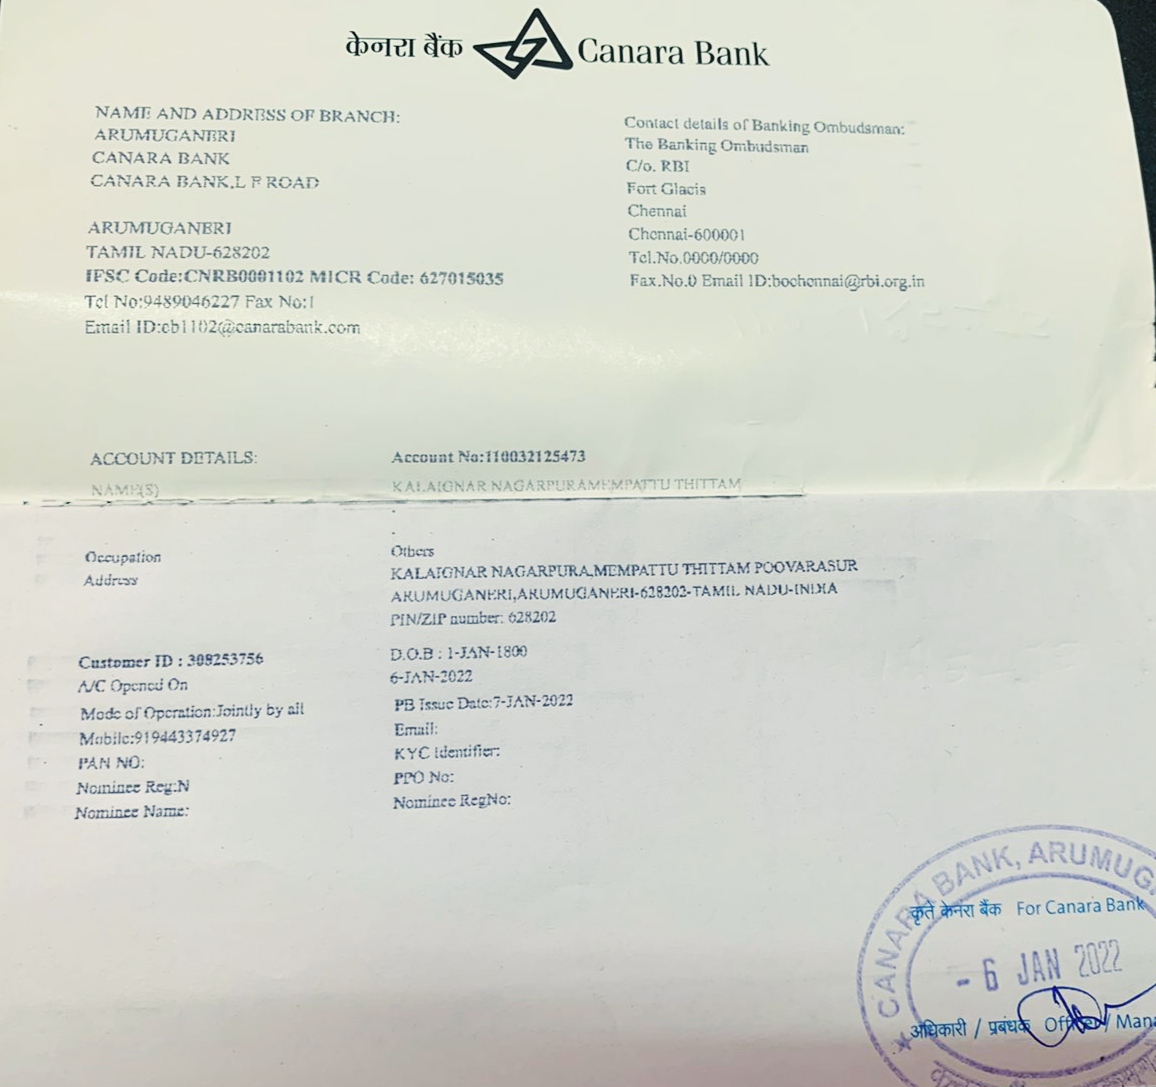 केनरा बैंक Canara Bank
NAME AND ADDRESS OF BRANCH:
ARUMUGANERI
CANARA BANK
CANARA BANK,L F ROAD
ARUMUGANERI
TAMIL NADU-628202
IFSC Code:CNRB0001102 MICR Code: 627015035
Tel No:9489046227 Fax No:1
Email ID:cb1102@canarabank.com
Contact details of Banking Ombudsman:
The Banking Ombudsman
C/o. RBI
Fort Glacis
Chennai
Chennai-600001
Tel.No.0000/0000
Fax.No.0 Email ID:bochennai@rbi.org.in
ACCOUNT DETAILS: Account No:110032125473
NAME(S) KALAIGNAR NAGARPURAMEMPATTU THITTAM
Occupation Others
Address KALAIGNAR NAGARPURA,MEMPATTU THITTAM POOVARASUR
ARUMUGANERI,ARUMUGANERI-628202-TAMIL NADU-INDIA
PIN/ZIP number: 628202
Customer ID : 308253756 D.O.B : 1-JAN-1800
A/C Opened On 6-JAN-2022
Mode of Operation:Jointly by all PB Issue Date:7-JAN-2022
Mobile:919443374927 Email:
PAN NO: KYC Identifier:
Nominee Reg:N PPO No:
Nominee Name: Nominee RegNo:
CANARA BANK, ARUMUGA
कृते केनरा बैंक For Canara Bank
- 6 JAN 2022
अधिकारी / प्रबंधक Officer / Mana